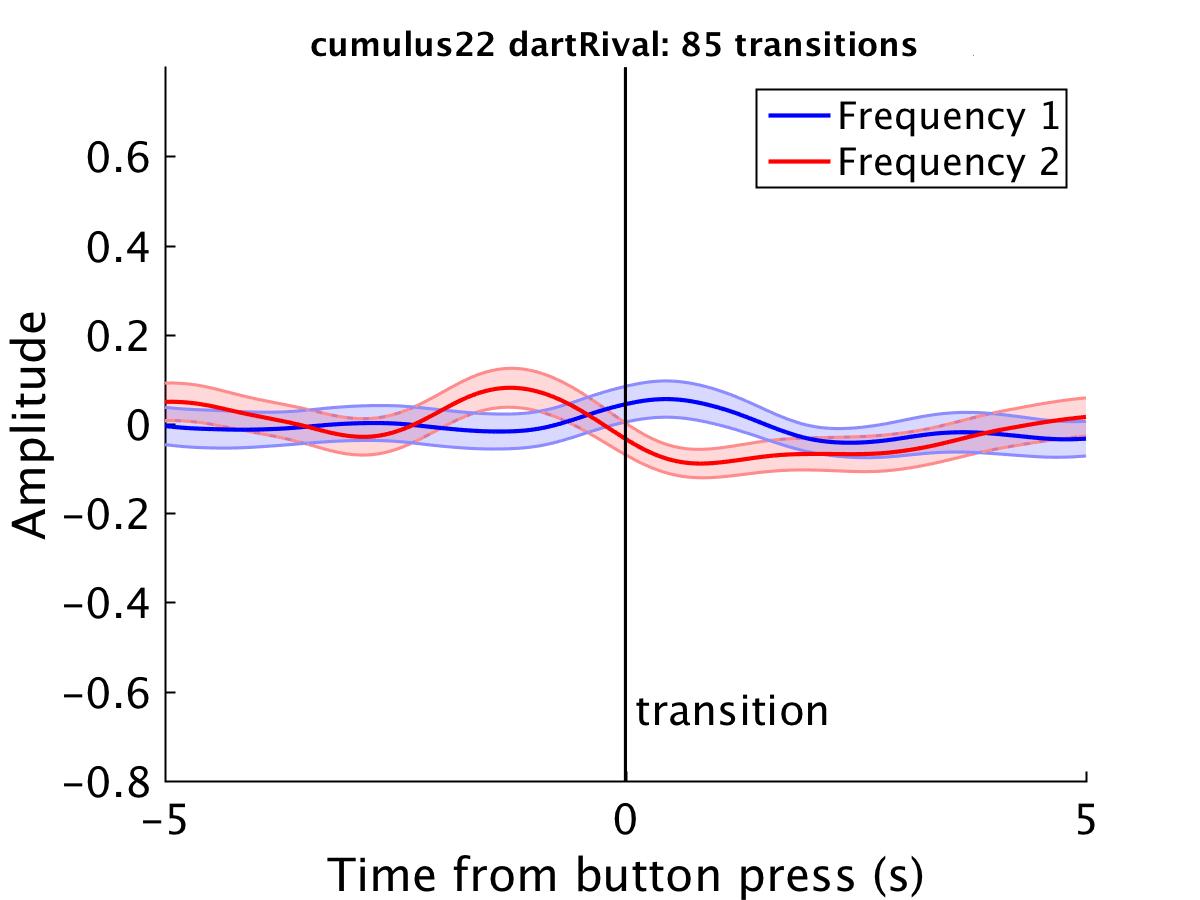 cumulus22 dartRival: 85 transitions
Frequency 1
Frequency 2
0.6
0.4
0.2
0
−0.2
−0.4
−0.6
−0.8
Amplitude
transition
−5 0 5
Time from button press (s)